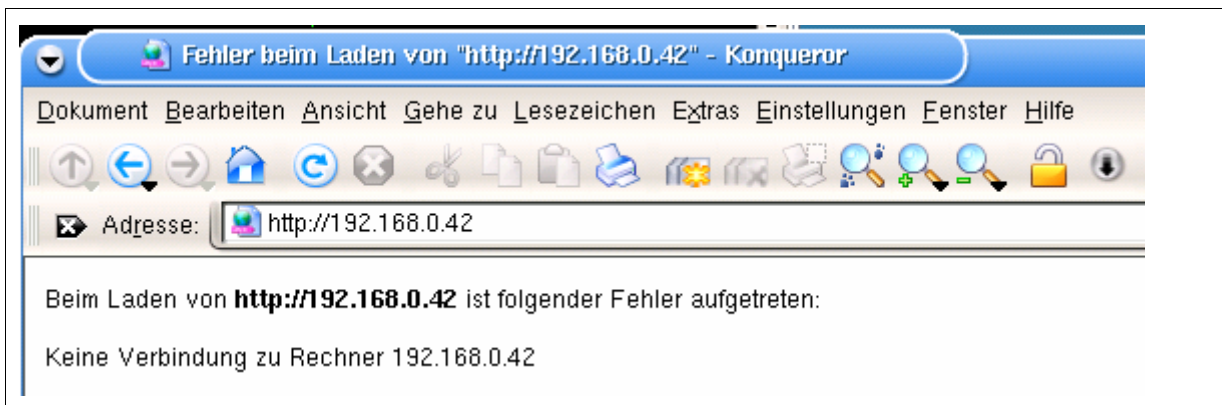 Fehler beim Laden von "http://192.168.0.42" - Konqueror
Dokument Bearbeiten Ansicht Gehe zu Lesezeichen Extras Einstellungen Fenster Hilfe
Adresse: http://192.168.0.42
Beim Laden von http://192.168.0.42 ist folgender Fehler aufgetreten:
Keine Verbindung zu Rechner 192.168.0.42